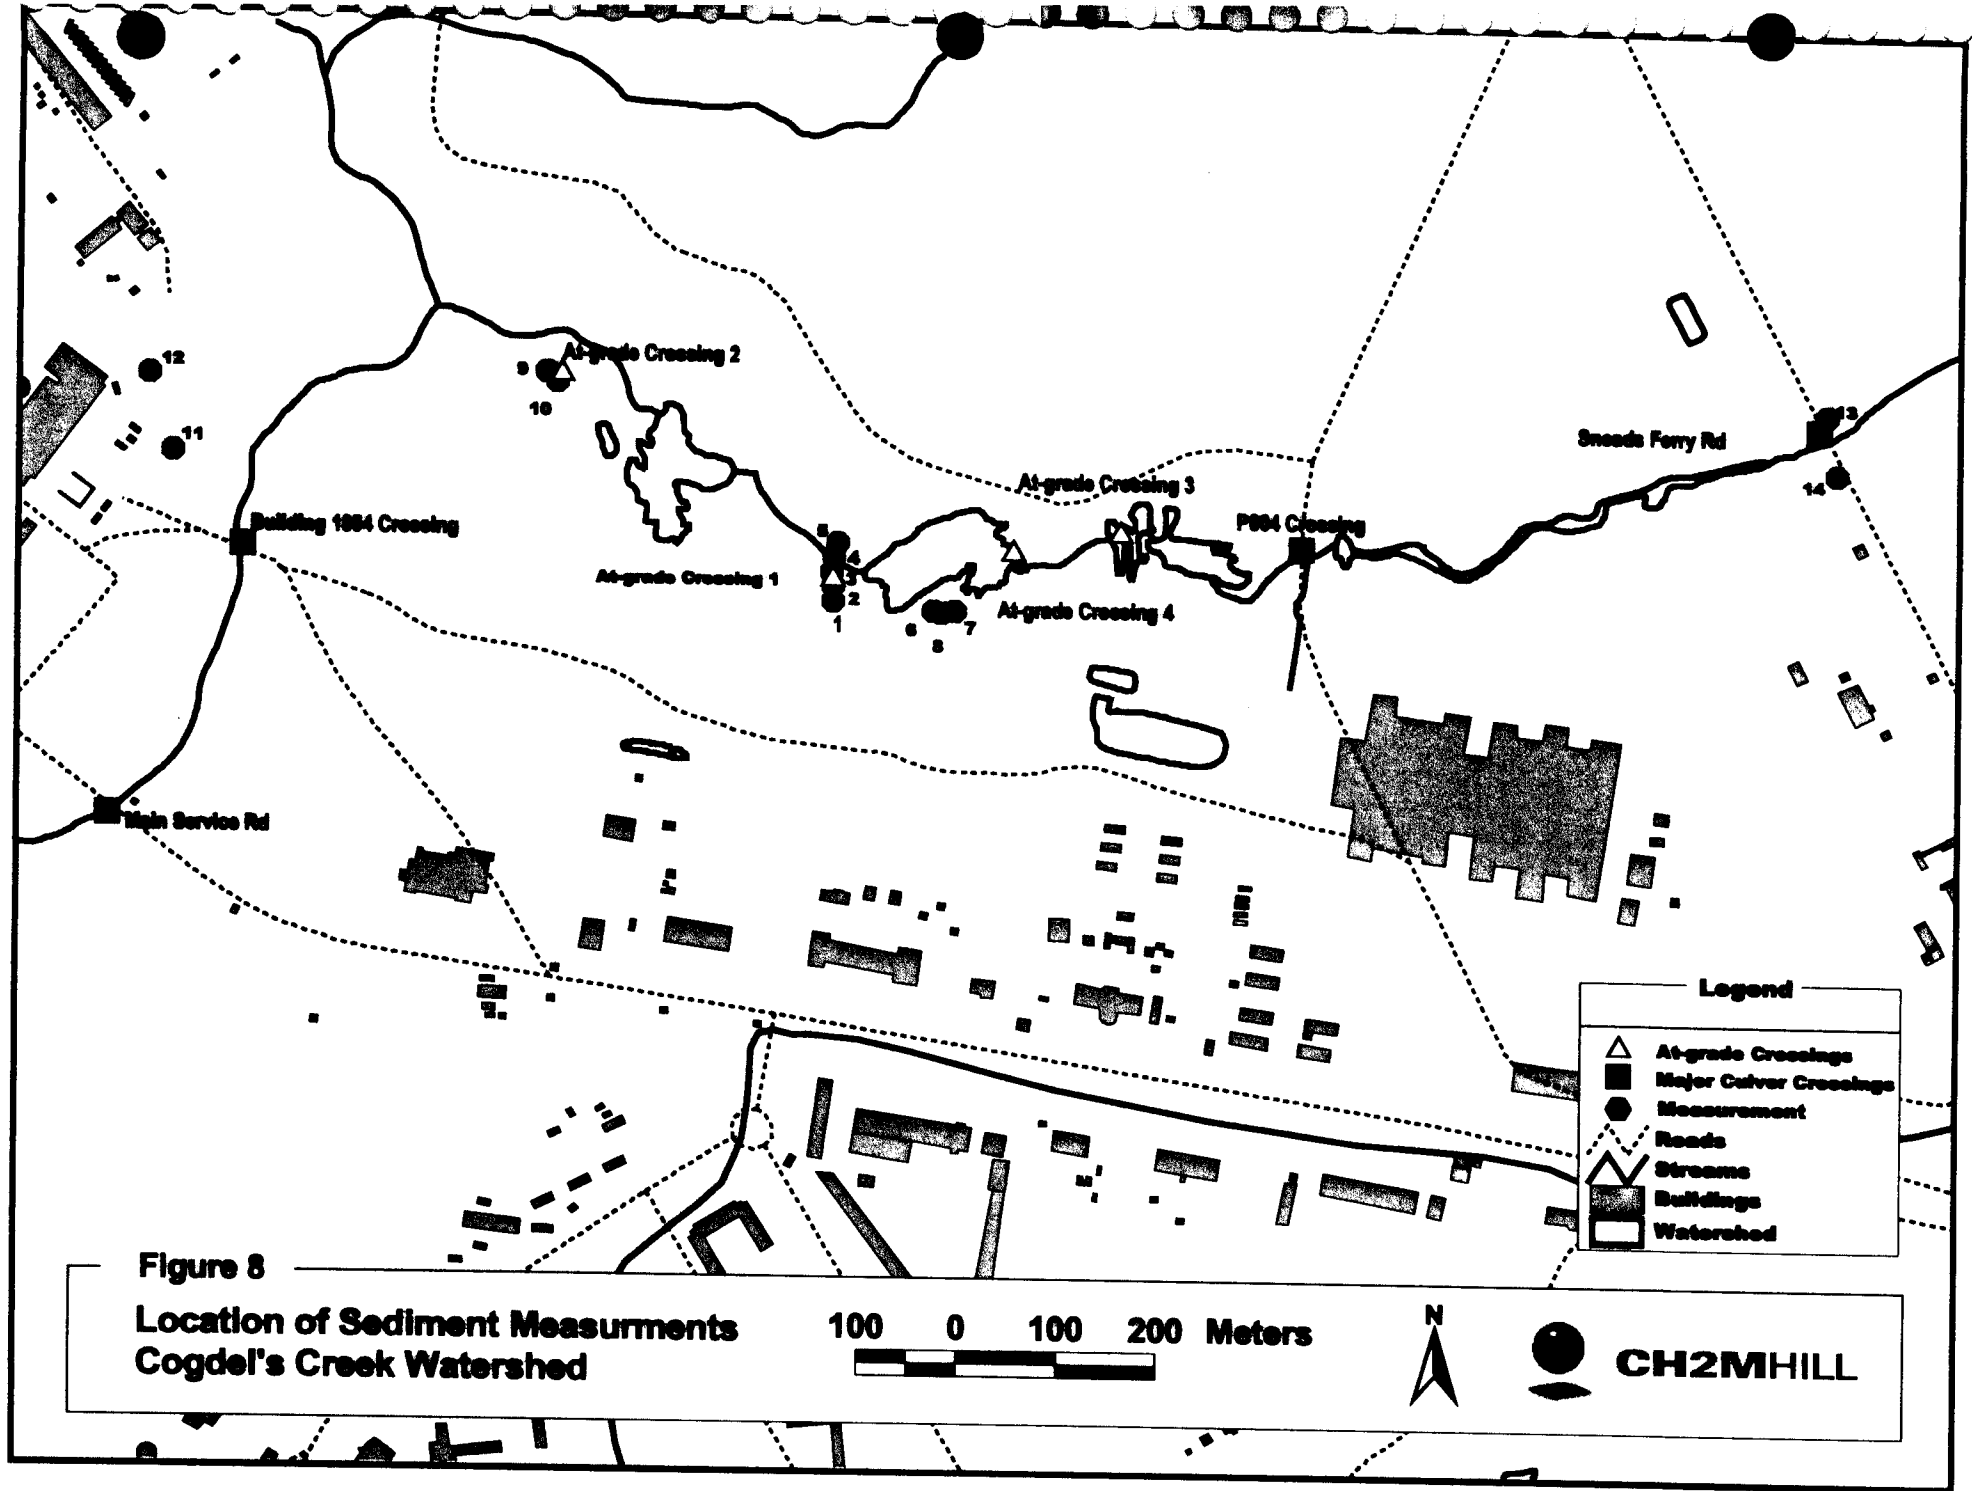 12
11
9
At-grade Crossing 2
10
13
Sneads Ferry Rd
14
At-grade Crossing 3
P904 Crossing
Building 1984 Crossing
5
4
At-grade Crossing 1
3
2
1
6
7
8
At-grade Crossing 4
Main Service Rd
Legend
At-grade Crossings
Major Culver Crossings
Measurement
Roads
Streams
Buildings
Watershed
Figure 8
Location of Sediment Measurments
Cogdel's Creek Watershed
100 0 100 200 Meters
N
CH2MHILL